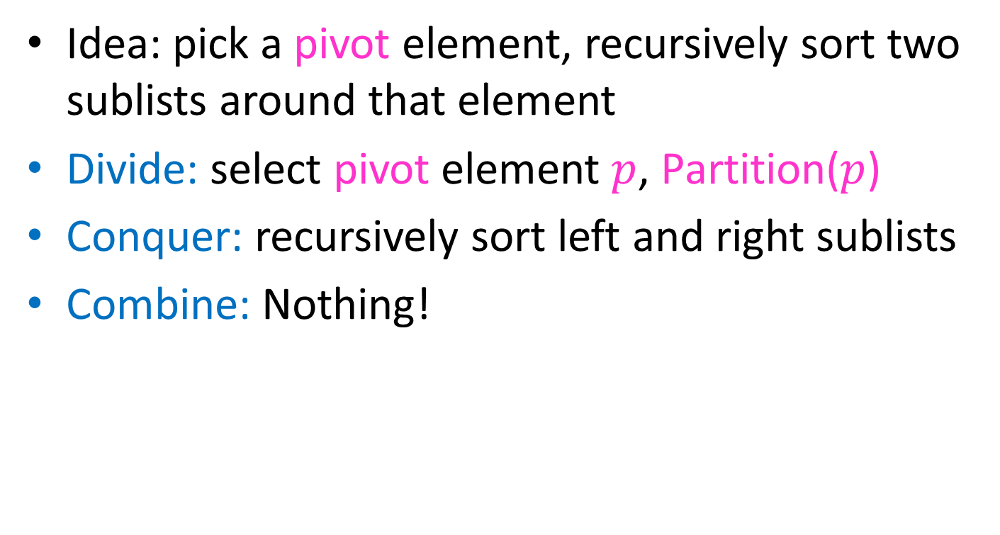 • Idea: pick a pivot element, recursively sort two
sublists around that element
• Divide: select pivot element p, Partition(p)
• Conquer: recursively sort left and right sublists
• Combine: Nothing!